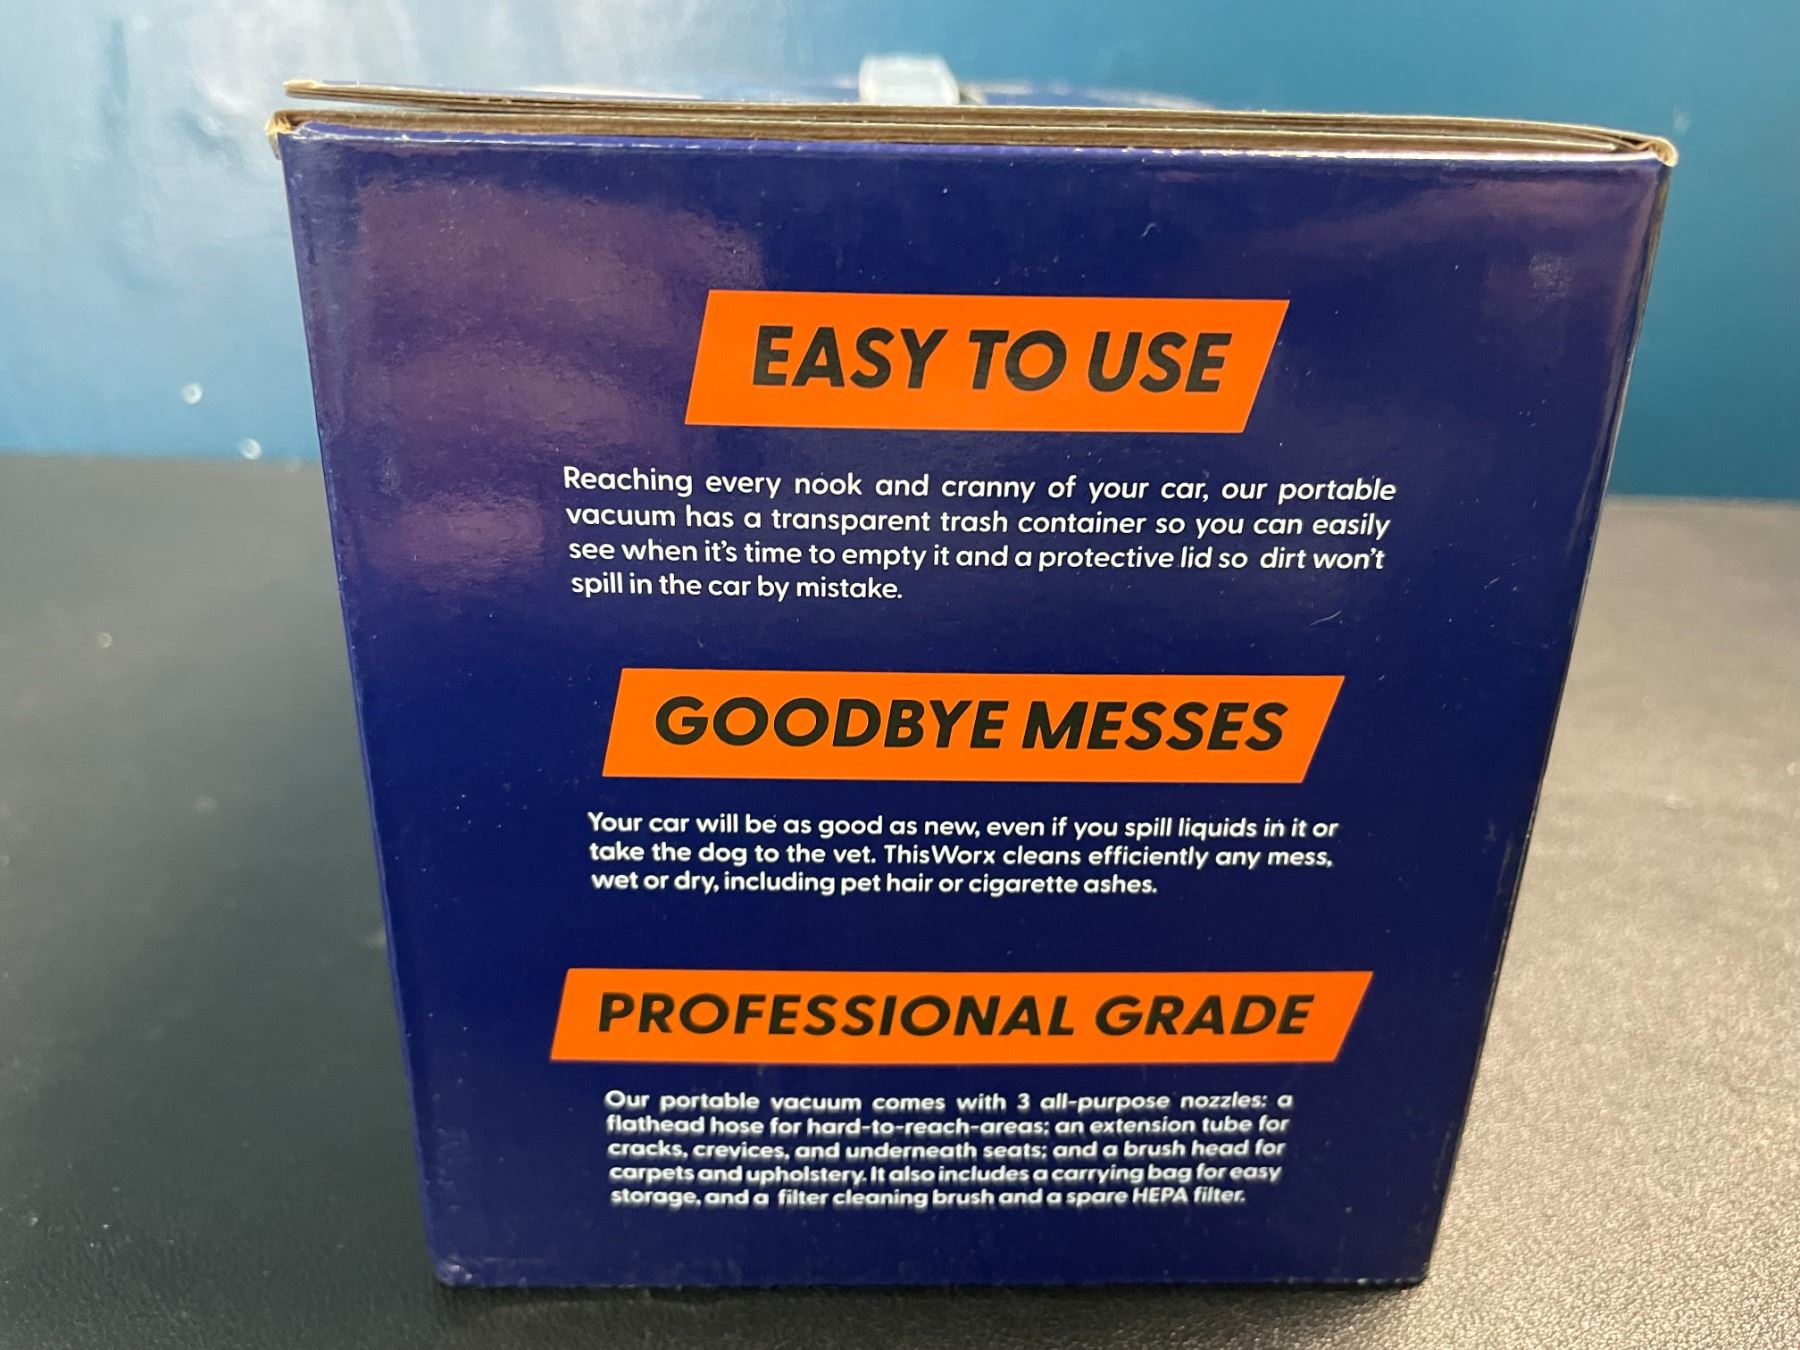 EASY TO USE
Reaching every nook and cranny of your car, our portable
vacuum has a transparent trash container so you can easily
see when it's time to empty it and a protective lid so dirt won't
spill in the car by mistake.
GOODBYE MESSES
Your car will be as good as new, even if you spill liquids in it or
take the dog to the vet. ThisWorx cleans efficiently any mess,
wet or dry, including pet hair or cigarette ashes.
PROFESSIONAL GRADE
Our portable vacuum comes with 3 all-purpose nozzles: a
flathead hose for hard-to-reach-areas; an extension tube for
cracks, crevices, and underneath seats; and a brush head for
carpets and upholstery. It also includes a carrying bag for easy
storage, and a filter cleaning brush and a spare HEPA filter.